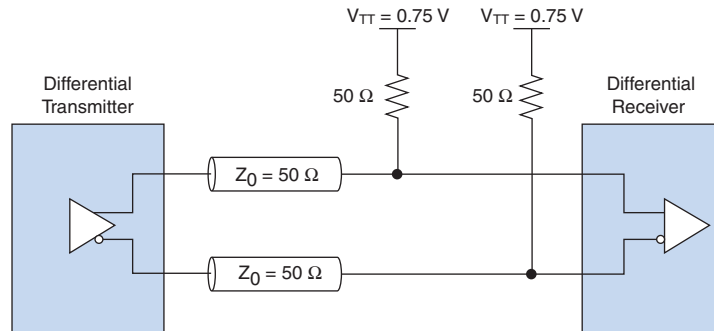 V_TT = 0.75 V V_TT = 0.75 V
Differential
Transmitter
Differential
Receiver
50 Ω 50 Ω
Z_0 = 50 Ω
Z_0 = 50 Ω